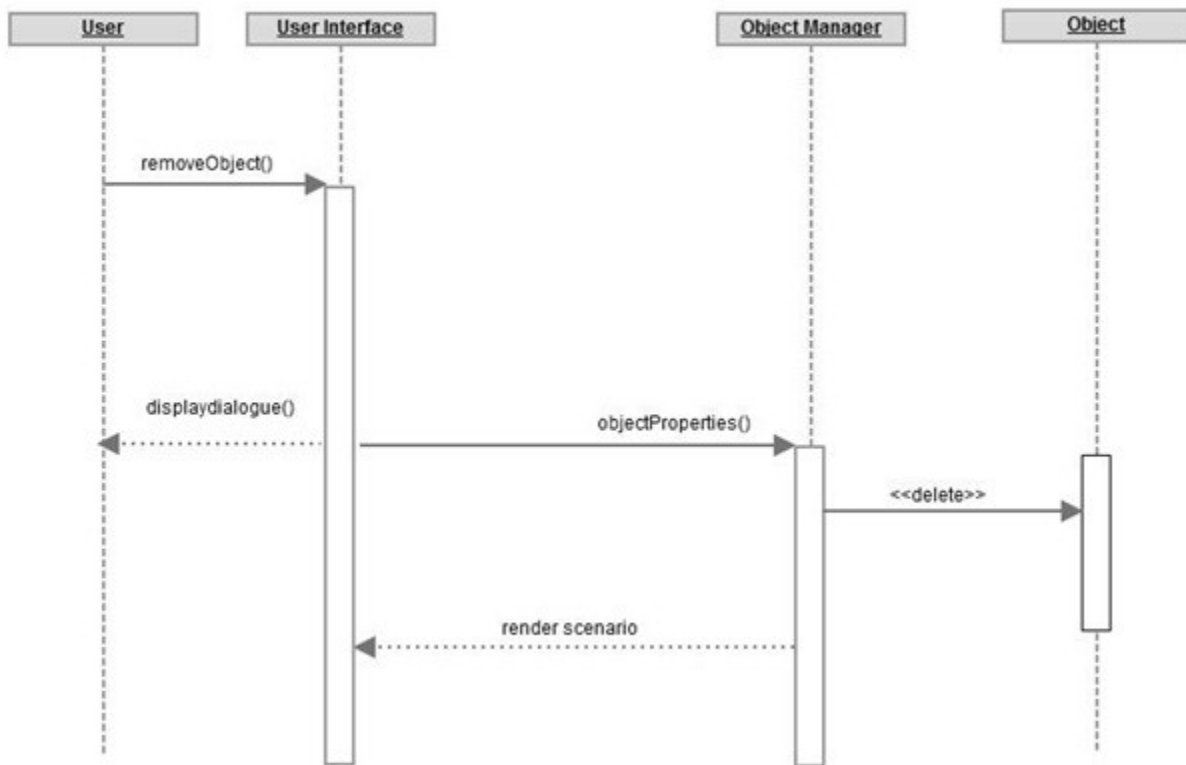 User
User Interface
Object Manager
Object
removeObject()
displaydialogue()
objectProperties()
<<delete>>
render scenario